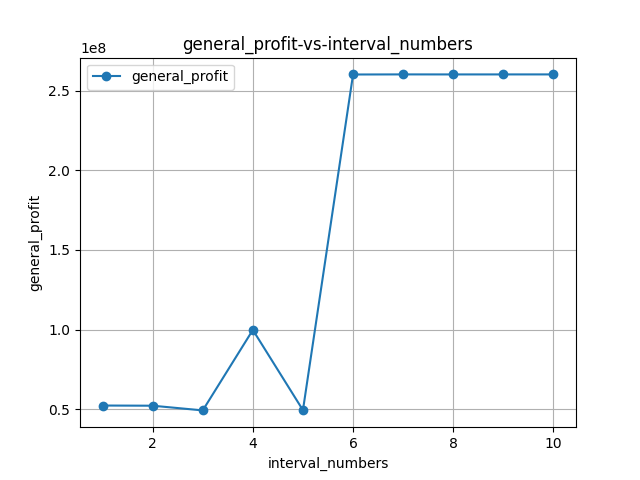 general_profit-vs-interval_numbers
1e8
general_profit
2.5
2.0
1.5
1.0
0.5
general_profit
2
4
6
8
10
interval_numbers